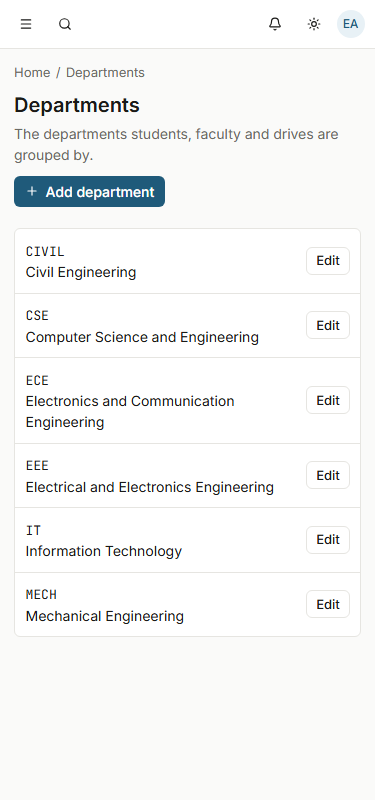 EA
Home / Departments
Departments
The departments students, faculty and drives are
grouped by.
+ Add department
CIVIL
Civil Engineering
Edit
CSE
Computer Science and Engineering
Edit
ECE
Electronics and Communication
Engineering
Edit
EEE
Electrical and Electronics Engineering
Edit
IT
Information Technology
Edit
MECH
Mechanical Engineering
Edit